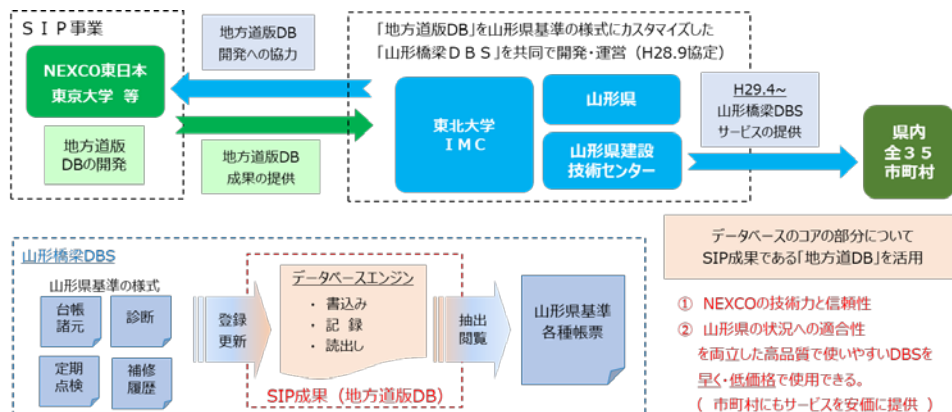 ＳＩＰ事業
NEXCO東日本
東京大学 等
地方道版
DBの開発
地方道版DB
開発への協力
地方道版DB
成果の提供
「地方道版DB」を山形県基準の様式にカスタマイズした
「山形橋梁ＤＢＳ」を共同で開発・運営（H28.9協定）
東北大学
ＩＭＣ
山形県
山形県建設
技術センター
H29.4~
山形橋梁DBS
サービスの提供
県内
全３５
市町村
山形橋梁DBS
山形県基準の様式
台帳
諸元
診断
定期
点検
補修
履歴
登録
更新
データベースエンジン
・ 書込み
・ 記 録
・ 読出し
SIP成果（地方道版DB）
抽出
閲覧
山形県基準
各種帳票
データベースのコアの部分について
SIP成果である「地方道DB」を活用
① NEXCOの技術力と信頼性
② 山形県の状況への適合性
を両立した高品質で使いやすいDBSを
早く・低価格で使用できる。
( 市町村にもサービスを安価に提供 )